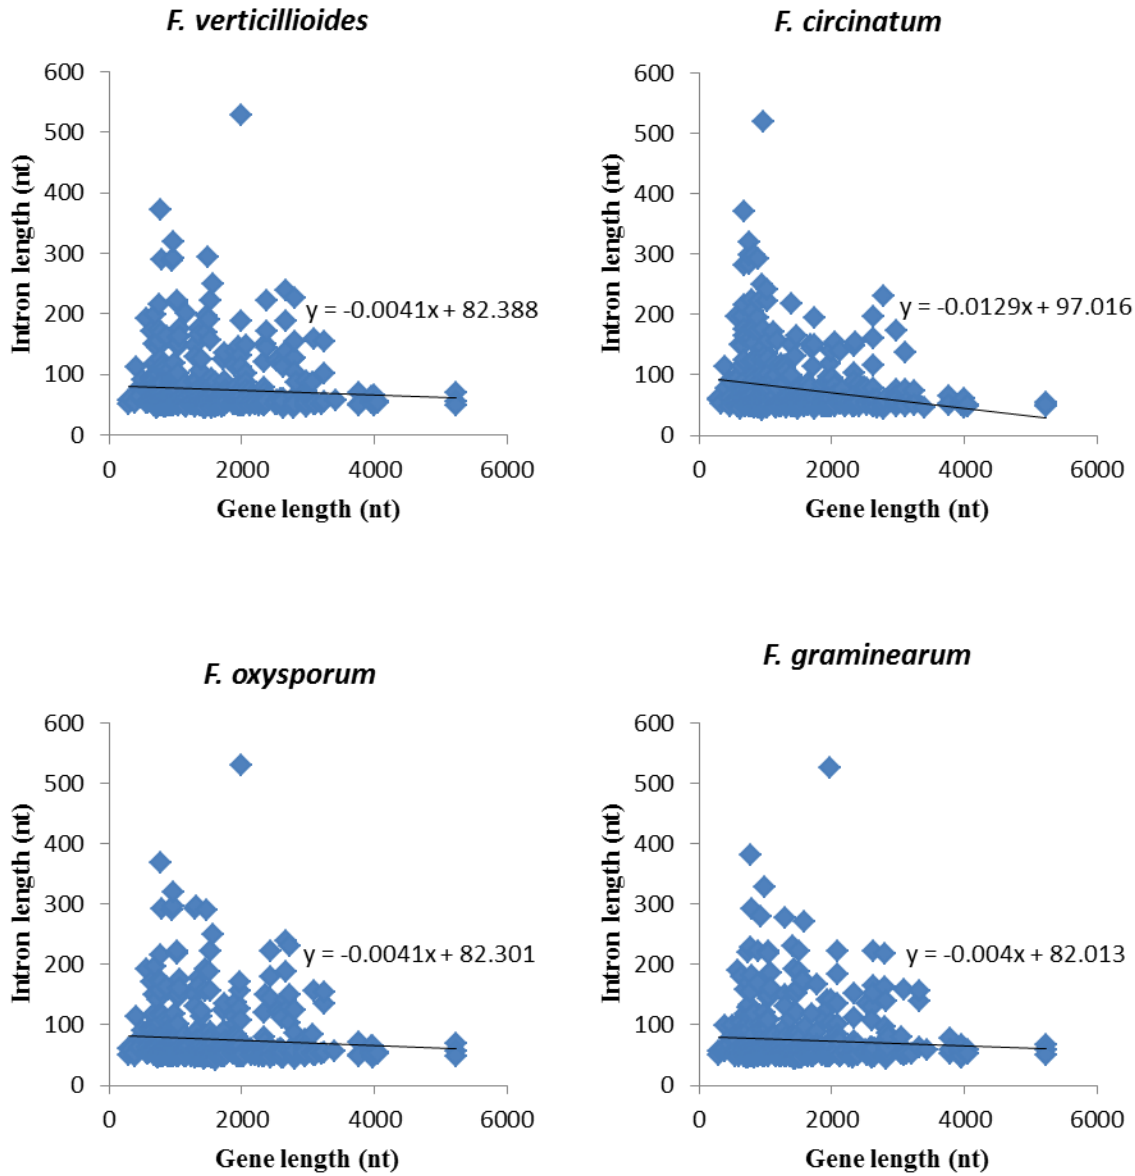 F. verticillioides
600
500
400
300
200
100
0
Intron length (nt)
y = -0.0041x + 82.388
0 2000 4000 6000
Gene length (nt)
F. circinatum
600
500
400
300
200
100
0
Intron length (nt)
y = -0.0129x + 97.016
0 2000 4000 6000
Gene length (nt)
F. oxysporum
600
500
400
300
200
100
0
Intron length (nt)
y = -0.0041x + 82.301
0 2000 4000 6000
Gene length (nt)
F. graminearum
600
500
400
300
200
100
0
Intron length (nt)
y = -0.004x + 82.013
0 2000 4000 6000
Gene length (nt)